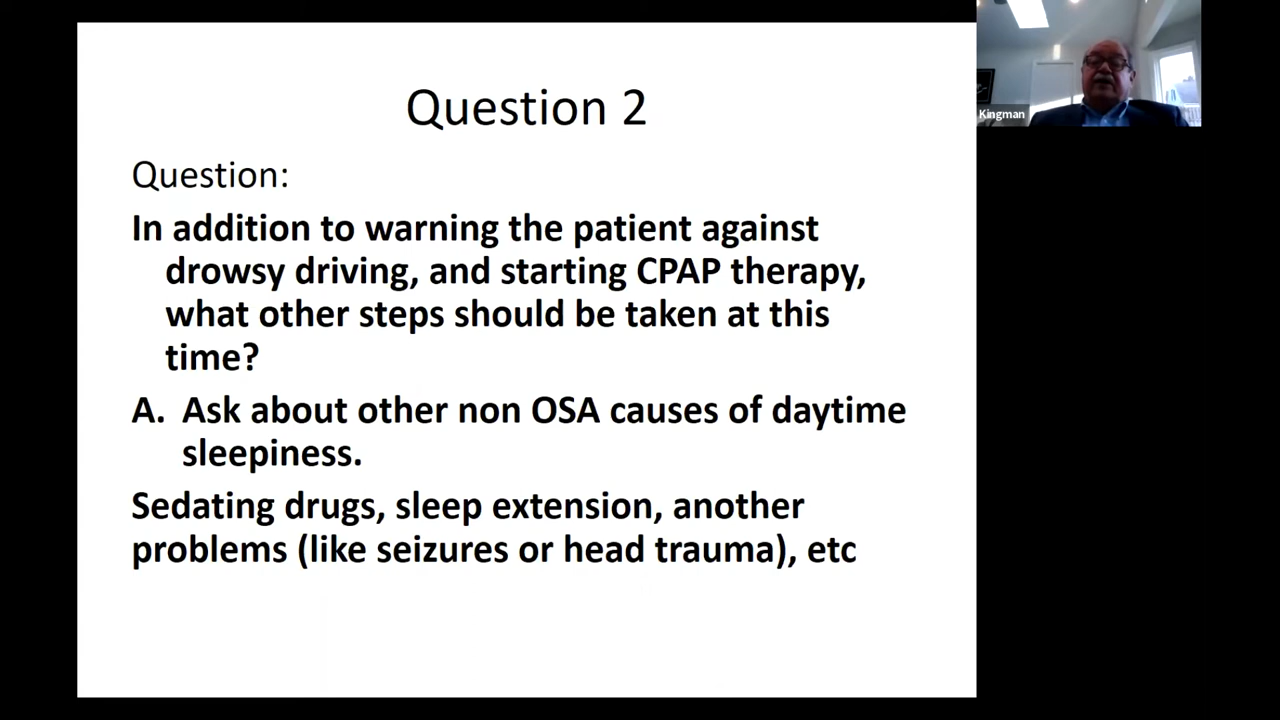 Question 2
Question:
In addition to warning the patient against
drowsy driving, and starting CPAP therapy,
what other steps should be taken at this
time?
A. Ask about other non OSA causes of daytime
sleepiness.
Sedating drugs, sleep extension, another
problems (like seizures or head trauma), etc
Kingman